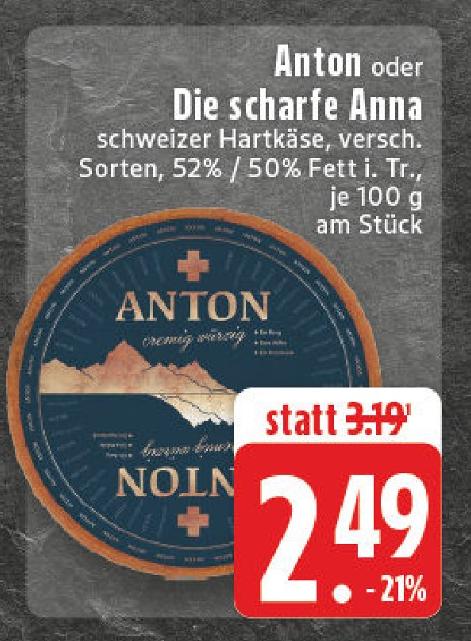 Anton oder
Die scharfe Anna
schweizer Hartkäse, versch.
Sorten, 52% / 50% Fett i. Tr.,
je 100 g
am Stück
ANTON
cremig würzig
ANTON
statt 3.19¹
2.49
- 21%